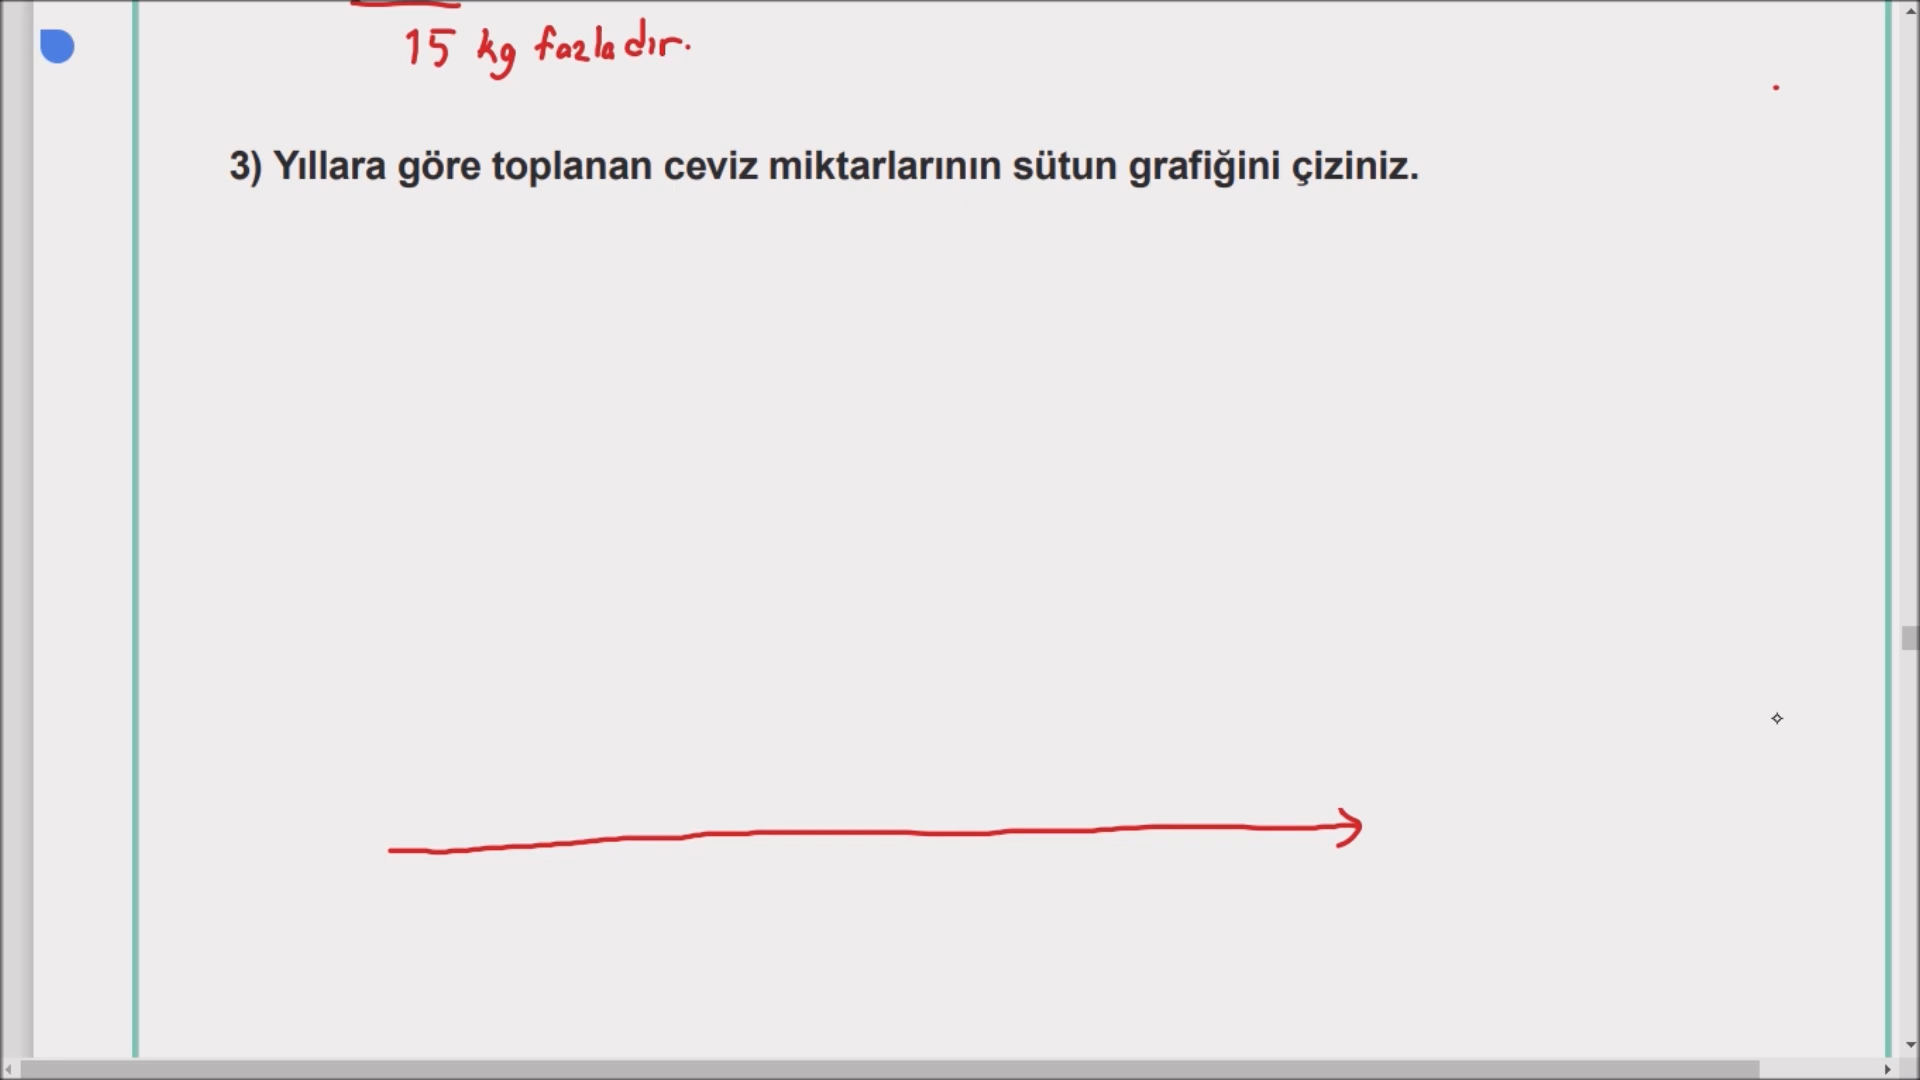 15 kg fazladır.
3) Yıllara göre toplanan ceviz miktarlarının sütun grafiğini çiziniz.